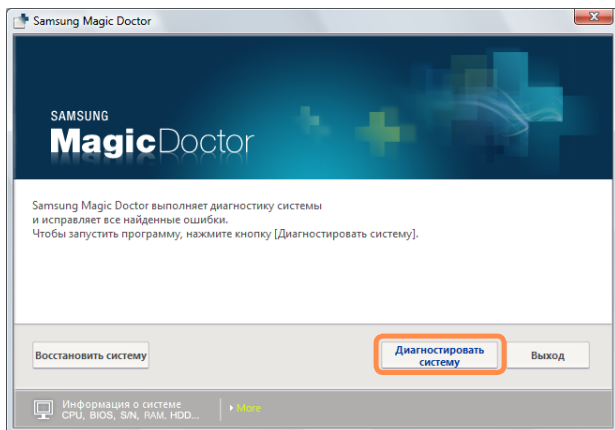 Samsung Magic Doctor
SAMSUNG
MagicDoctor
Samsung Magic Doctor выполняет диагностику системы
и исправляет все найденные ошибки.
Чтобы запустить программу, нажмите кнопку [Диагностировать систему].
Восстановить систему
Диагностировать
систему
Выход
Информация о системе
CPU, BIOS, S/N, RAM, HDD...
More